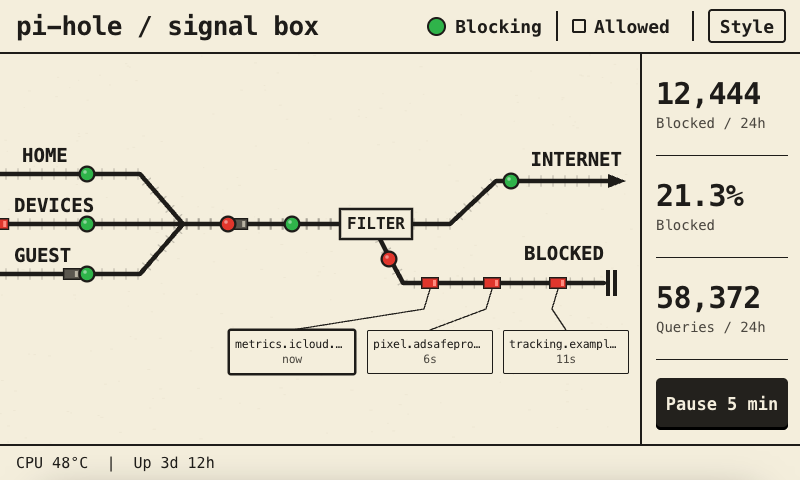 pi-hole / signal box
Blocking
Allowed
Style
HOME
DEVICES
GUEST
FILTER
INTERNET
BLOCKED
metrics.icloud.…
now
pixel.adsafepro…
6s
tracking.exampl…
11s
12,444
Blocked / 24h
21.3%
Blocked
58,372
Queries / 24h
Pause 5 min
CPU 48°C | Up 3d 12h